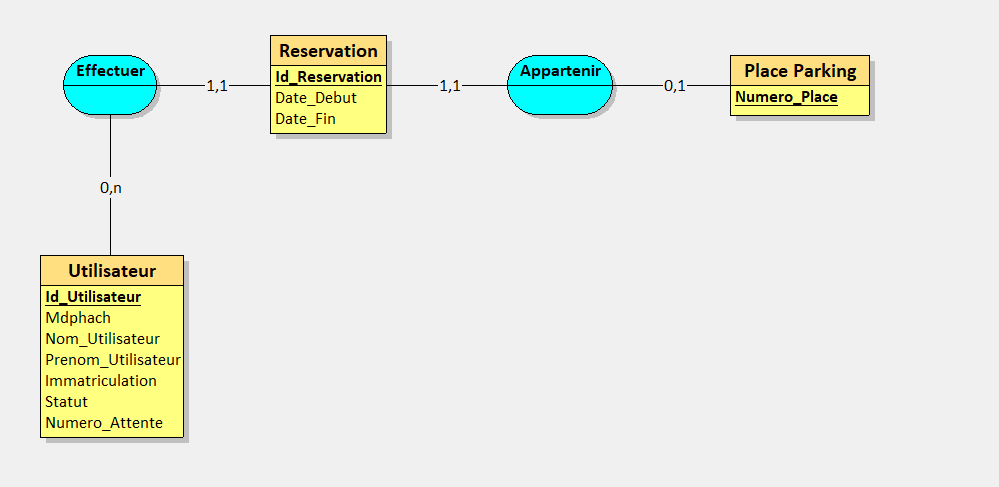 Effectuer
1,1
Reservation
Id_Reservation
Date_Debut
Date_Fin
1,1
Appartenir
0,1
Place Parking
Numero_Place
0,n
Utilisateur
Id_Utilisateur
Mdphach
Nom_Utilisateur
Prenom_Utilisateur
Immatriculation
Statut
Numero_Attente